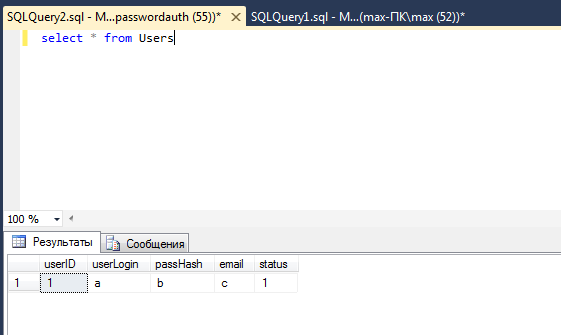 SQLQuery2.sql - M...passwordauth (55))* SQLQuery1.sql - M...(max-ПК\max (52))*
select * from Users
100 %
Результаты Сообщения
userID userLogin passHash email status
1 1 a b c 1